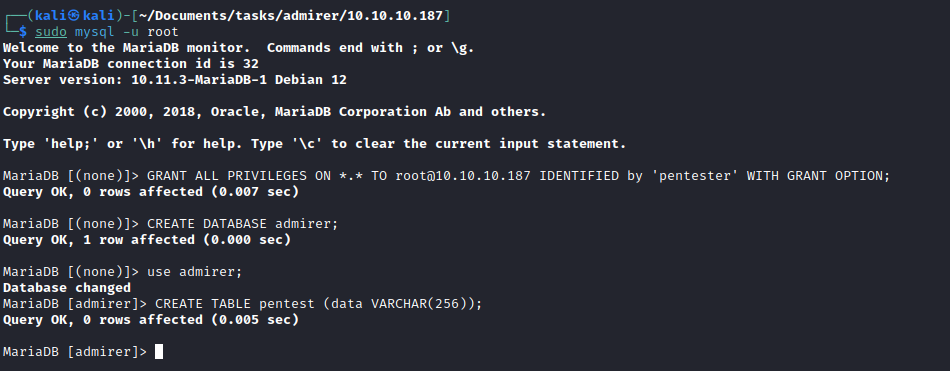 ┌──(kali㉿kali)-[~/Documents/tasks/admirer/10.10.10.187]
└─$ sudo mysql -u root
Welcome to the MariaDB monitor.  Commands end with ; or \g.
Your MariaDB connection id is 32
Server version: 10.11.3-MariaDB-1 Debian 12
Copyright (c) 2000, 2018, Oracle, MariaDB Corporation Ab and others.
Type 'help;' or '\h' for help. Type '\c' to clear the current input statement.
MariaDB [(none)]> GRANT ALL PRIVILEGES ON *.* TO root@10.10.10.187 IDENTIFIED by 'pentester' WITH GRANT OPTION;
Query OK, 0 rows affected (0.007 sec)
MariaDB [(none)]> CREATE DATABASE admirer;
Query OK, 1 row affected (0.000 sec)
MariaDB [(none)]> use admirer;
Database changed
MariaDB [admirer]> CREATE TABLE pentest (data VARCHAR(256));
Query OK, 0 rows affected (0.005 sec)
MariaDB [admirer]>